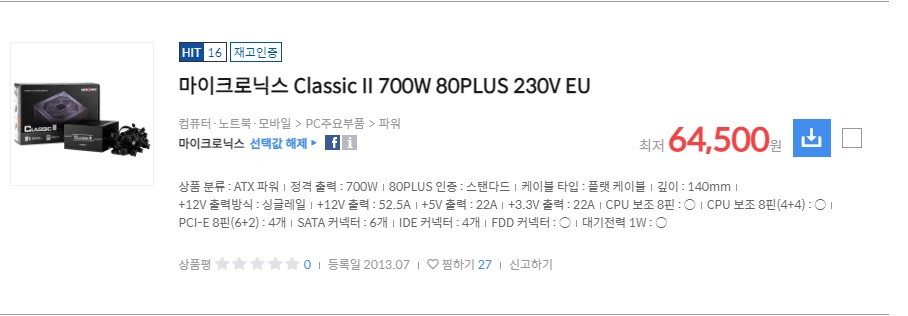 HIT 16 재고인증
마이크로닉스 Classic II 700W 80PLUS 230V EU
컴퓨터·노트북·모바일 > PC주요부품 > 파워
마이크로닉스 선택값 해제 ▶ f i
최저 64,500원
CLASSIC II
상품 분류 : ATX 파워 | 정격 출력 : 700W | 80PLUS 인증 : 스탠다드 | 케이블 타입 : 플랫 케이블 | 깊이 : 140mm |
+12V 출력방식 : 싱글레일 | +12V 출력 : 52.5A | +5V 출력 : 22A | +3.3V 출력 : 22A | CPU 보조 8핀 : ○ | CPU 보조 8핀(4+4) : ○ |
PCI-E 8핀(6+2) : 4개 | SATA 커넥터 : 6개 | IDE 커넥터 : 4개 | FDD 커넥터 : ○ | 대기전력 1W : ○
상품평 ★★★★★ 0 | 등록일 2013.07 | ♡ 찜하기 27 | 신고하기